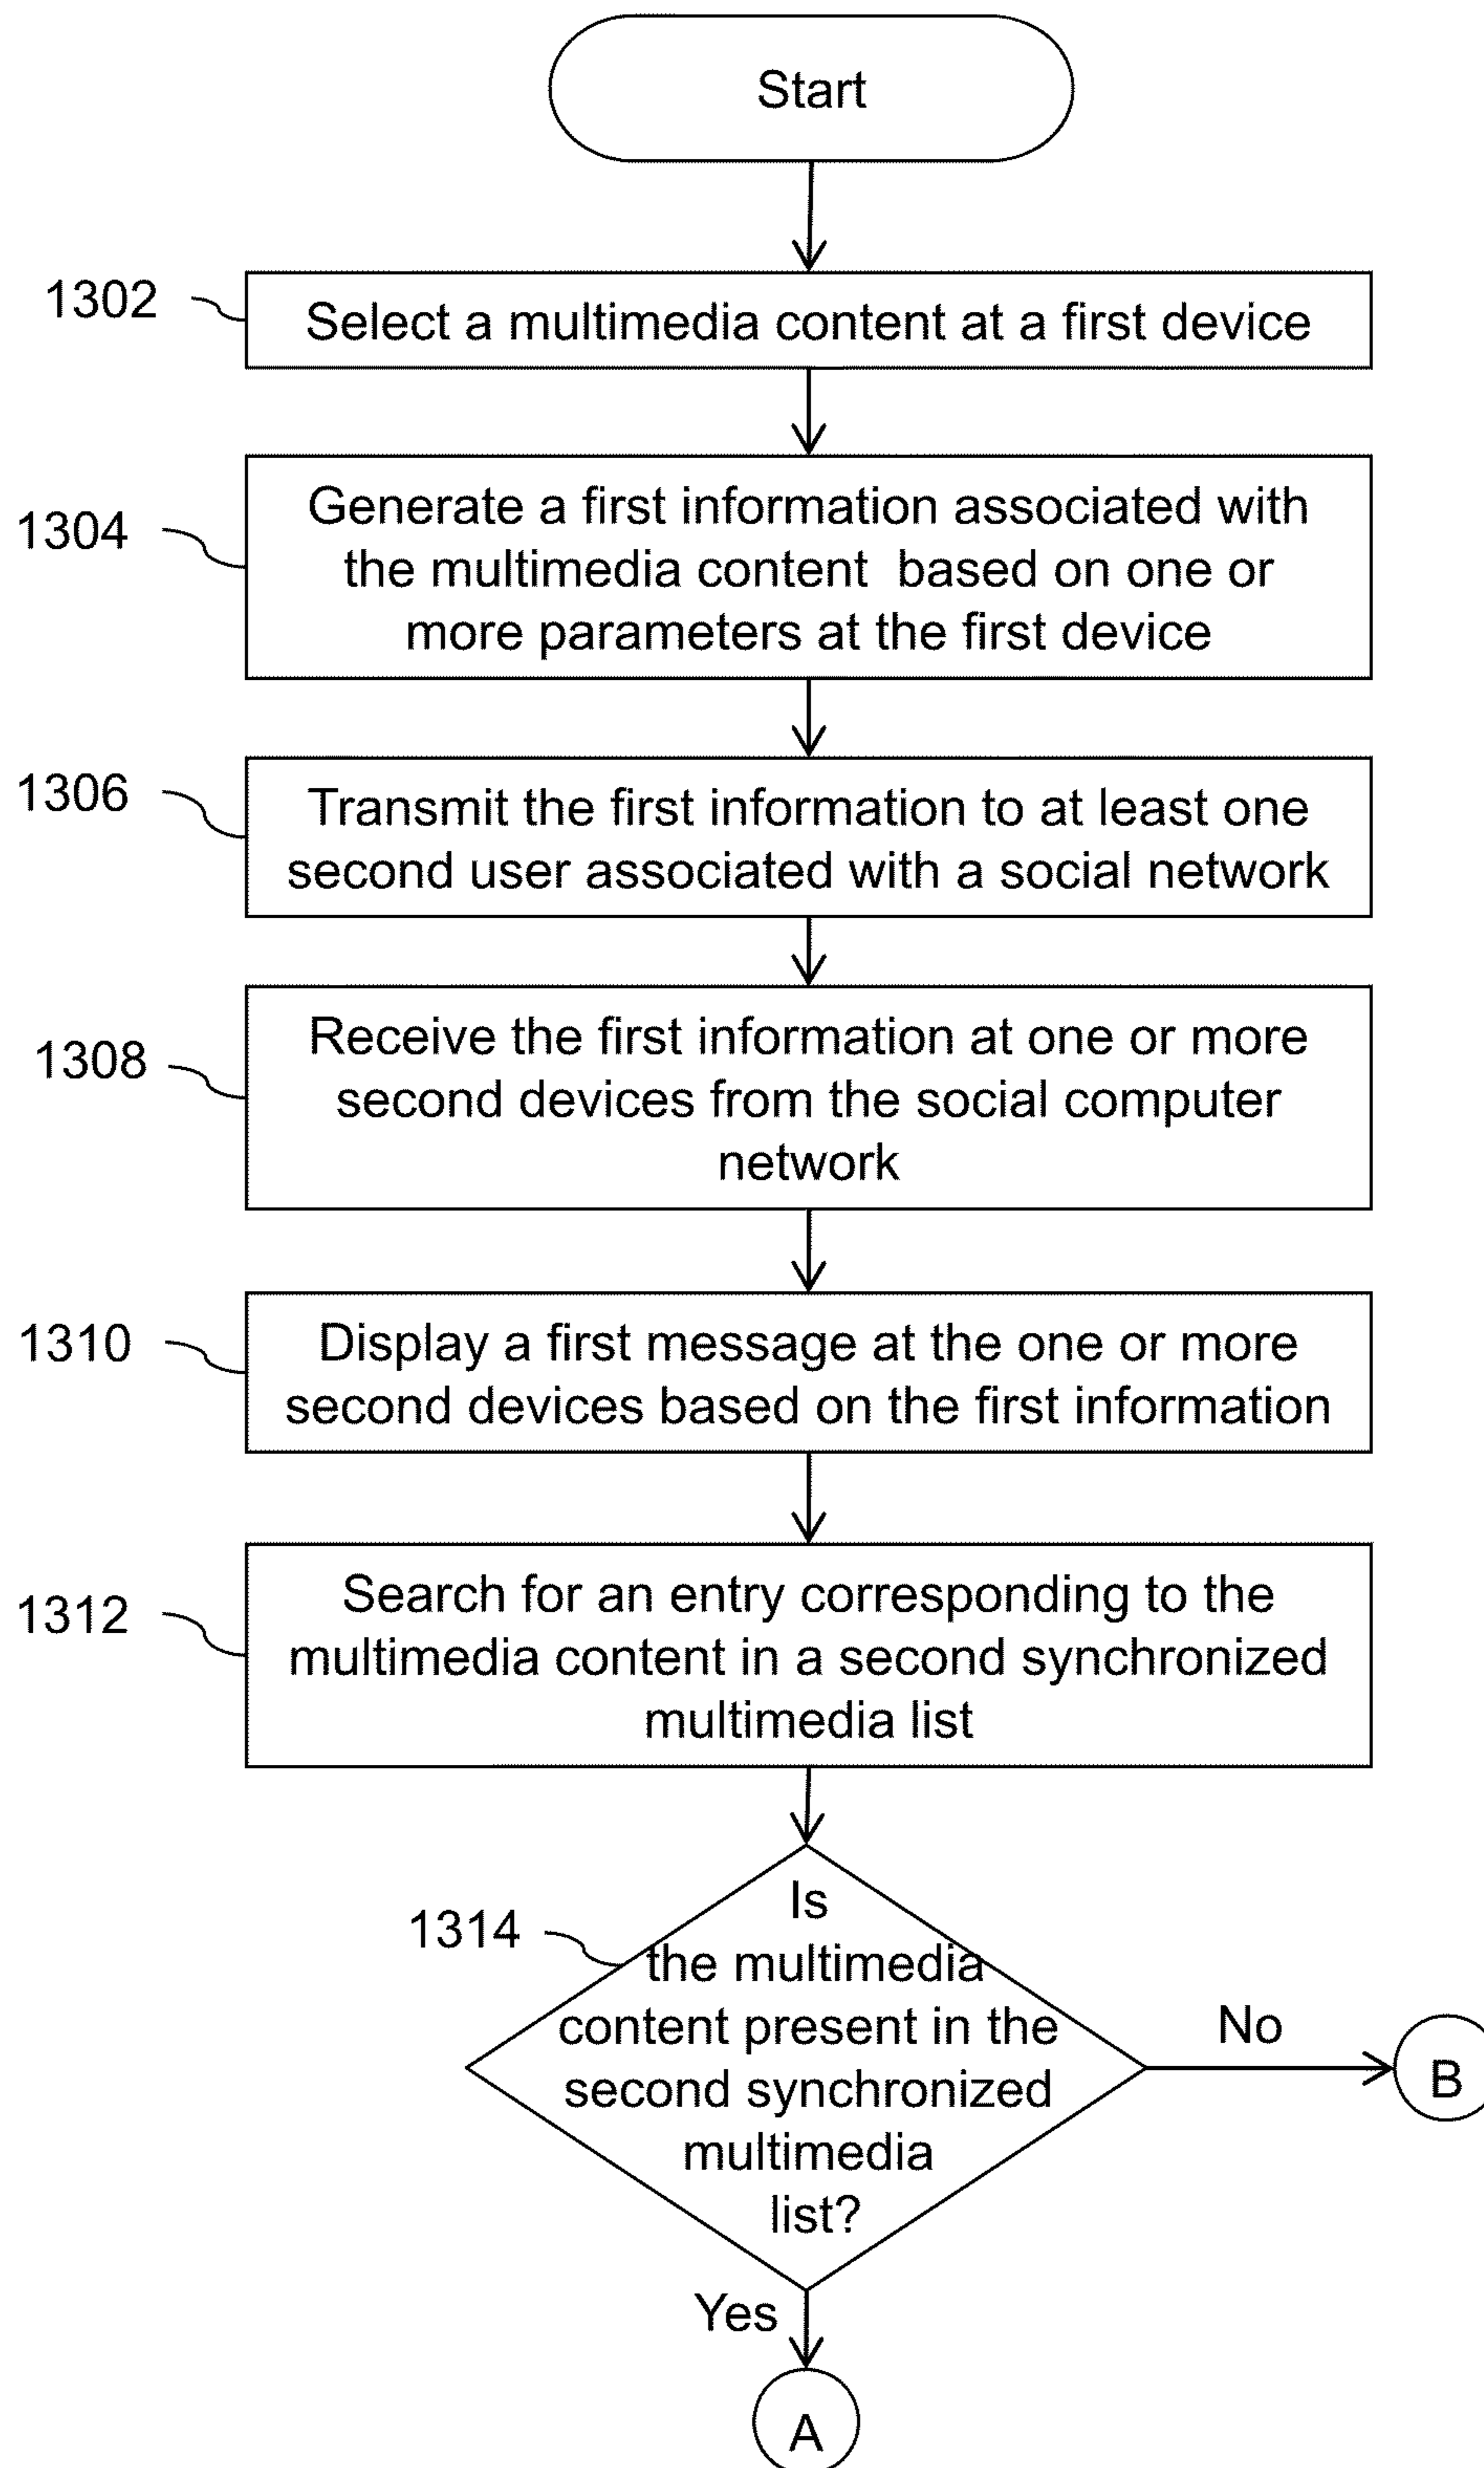 Start
1302
Select a multimedia content at a first device
1304
Generate a first information associated with
the multimedia content based on one or
more parameters at the first device
1306
Transmit the first information to at least one
second user associated with a social network
1308
Receive the first information at one or more
second devices from the social computer
network
1310
Display a first message at the one or more
second devices based on the first information
1312
Search for an entry corresponding to the
multimedia content in a second synchronized
multimedia list
1314
Is
the multimedia
content present in the
second synchronized
multimedia
list?
No
B
Yes
A